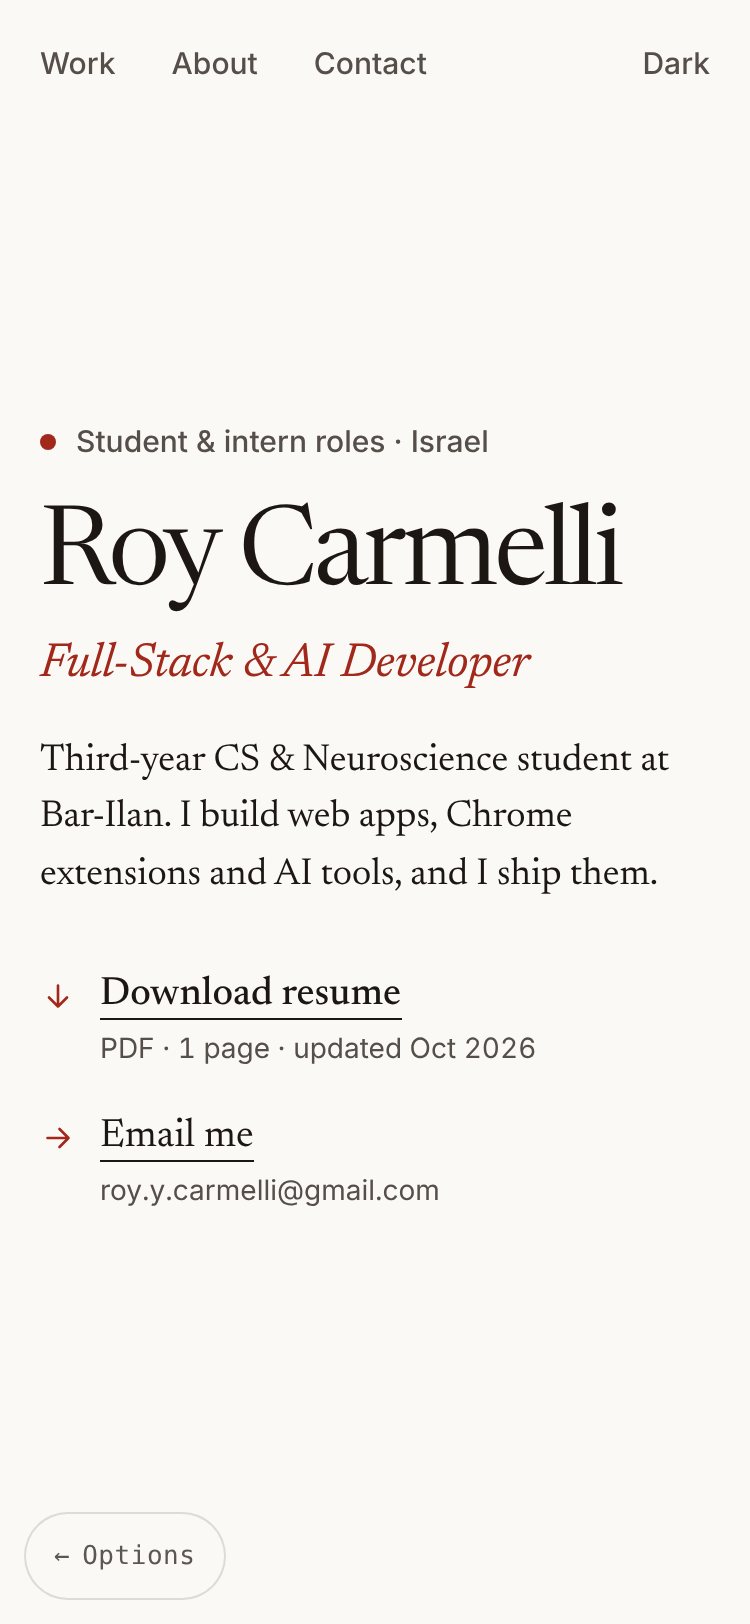 Work About Contact Dark
Student & intern roles · Israel
Roy Carmelli
Full-Stack & AI Developer
Third-year CS & Neuroscience student at
Bar-Ilan. I build web apps, Chrome
extensions and AI tools, and I ship them.
↓ Download resume
PDF · 1 page · updated Oct 2026
→ Email me
roy.y.carmelli@gmail.com
← Options